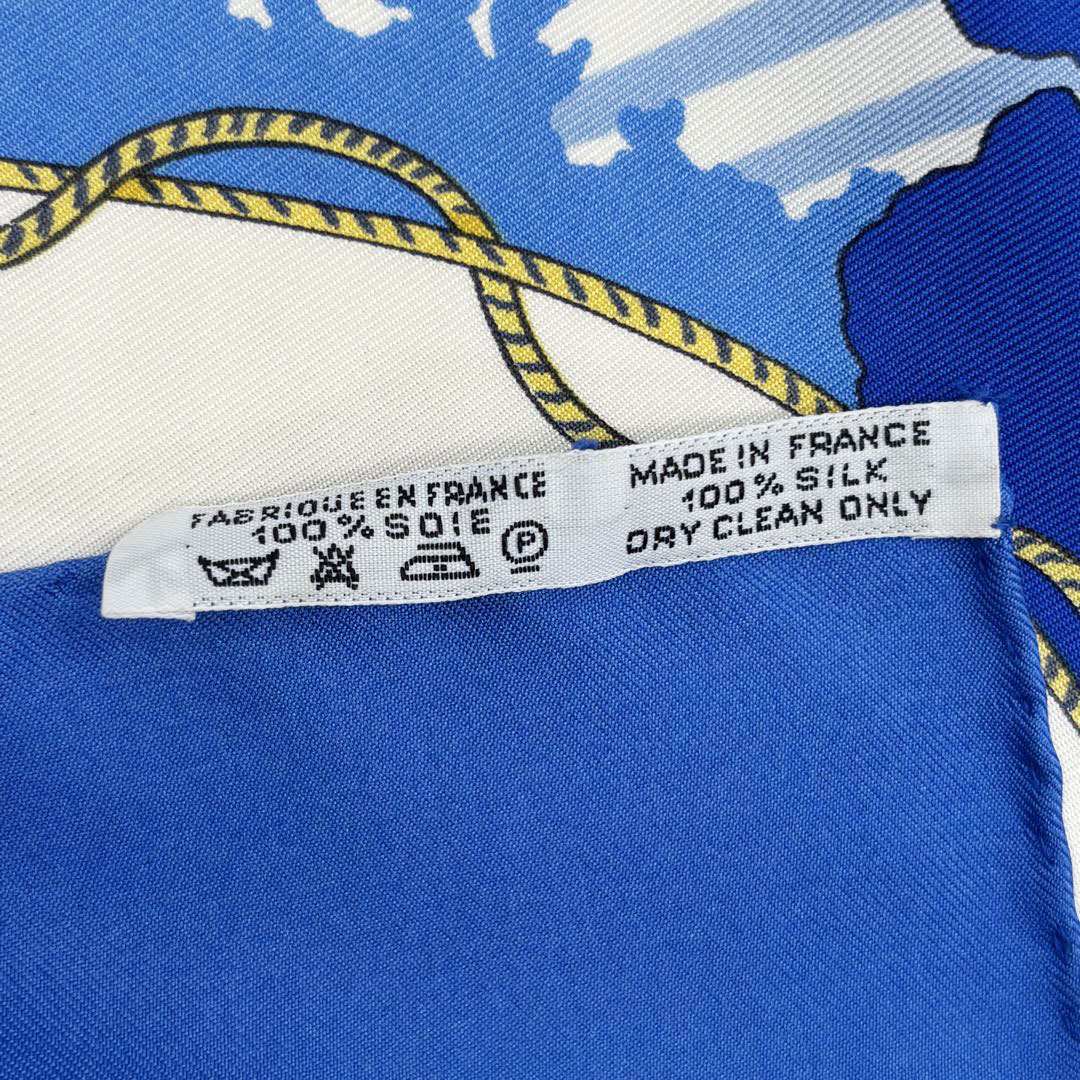 FABRIQUE EN FRANCE
100% SOIE
P
MADE IN FRANCE
100% SILK
DRY CLEAN ONLY